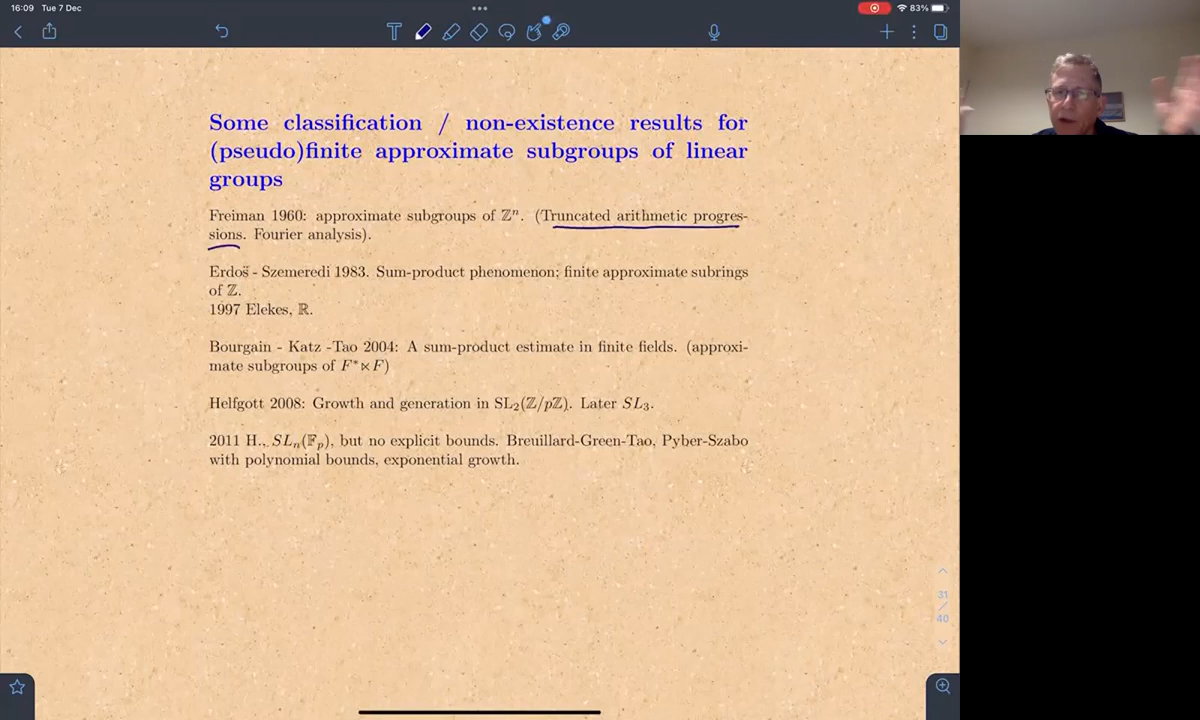 16:09 Tue 7 Dec
83%
Some classification / non-existence results for
(pseudo)finite approximate subgroups of linear
groups
Freiman 1960: approximate subgroups of ℤⁿ. (Truncated arithmetic progres-
sions. Fourier analysis).
Erdos̋ - Szemeredi 1983. Sum-product phenomenon; finite approximate subrings
of ℤ.
1997 Elekes, ℝ.
Bourgain - Katz -Tao 2004: A sum-product estimate in finite fields. (approxi-
mate subgroups of F*⋉F)
Helfgott 2008: Growth and generation in SL₂(ℤ/pℤ). Later SL₃.
2011 H., SLₙ(𝔽ₚ), but no explicit bounds. Breuillard-Green-Tao, Pyber-Szabo
with polynomial bounds, exponential growth.
31
/
40